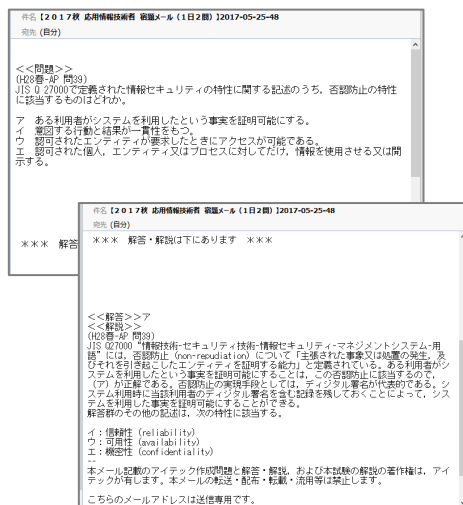 件名【2017秋 応用情報技術者 宿題メール（1日2問）】2017-05-25-48
宛先 (自分)
<<問題>>
(H28春-AP 問39)
JIS Q 27000で定義された情報セキュリティの特性に関する記述のうち，否認防止の特性
に該当するものはどれか。
ア ある利用者がシステムを利用したという事実を証明可能にする。
イ 意図する行動と結果が一貫性をもつ。
ウ 認可されたエンティティが要求したときにアクセスが可能である。
エ 認可された個人，エンティティ又はプロセスに対してだけ，情報を使用させる又は開
示する。
*** 解答
件名【2017秋 応用情報技術者 宿題メール（1日2問）】2017-05-25-48
宛先 (自分)
*** 解答・解説は下にあります ***
<<解答>>ア
<<解説>>
(H28春-AP 問39)
JIS Q27000 “情報技術-セキュリティ技術-情報セキュリティ-マネジメントシステム-用
語” には，否認防止（non-repudiation）について「主張された事象又は処置の発生，及
びそれを引き起こしたエンティティを証明する能力」と定義されている。ある利用者がシ
ステムを利用したという事実を証明可能にすることは，この否認防止に該当するので，
（ア）が正解である。否認防止の実現手段としては，ディジタル署名が代表的である。シ
ステム利用時に当該利用者のディジタル署名を含む記録を残しておくことによって，シス
テムを利用した事実を証明可能にすることができる。
解答群のその他の記述は，次の特性に該当する。
イ：信頼性（reliability）
ウ：可用性（availability）
エ：機密性（confidentiality）
--
本メール記載のアイテック作成問題と解答・解説，および本試験の解説の著作権は，アイ
テックが有します。本メールの転送・配布・転載・流用等は禁止します。
こちらのメールアドレスは送信専用です。